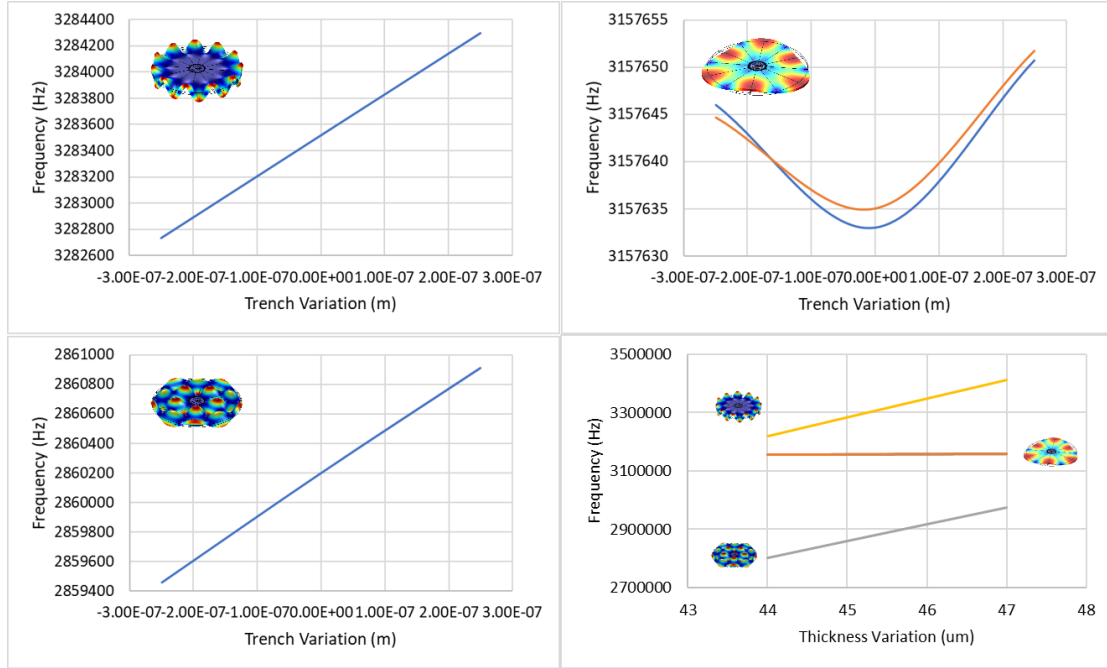 3284400
3284200
3284000
3283800
3283600
3283400
3283200
3283000
3282800
3282600
Frequency (Hz)
-3.00E-07-2.00E-07-1.00E-070.00E+001.00E-07 2.00E-07 3.00E-07
Trench Variation (m)
3157655
3157650
3157645
3157640
3157635
3157630
Frequency (Hz)
-3.00E-07-2.00E-07-1.00E-070.00E+001.00E-07 2.00E-07 3.00E-07
Trench Variation (m)
2861000
2860800
2860600
2860400
2860200
2860000
2859800
2859600
2859400
Frequency (Hz)
-3.00E-07-2.00E-07-1.00E-070.00E+001.00E-07 2.00E-07 3.00E-07
Trench Variation (m)
3500000
3300000
3100000
2900000
2700000
Frequency (Hz)
43 44 45 46 47 48
Thickness Variation (um)